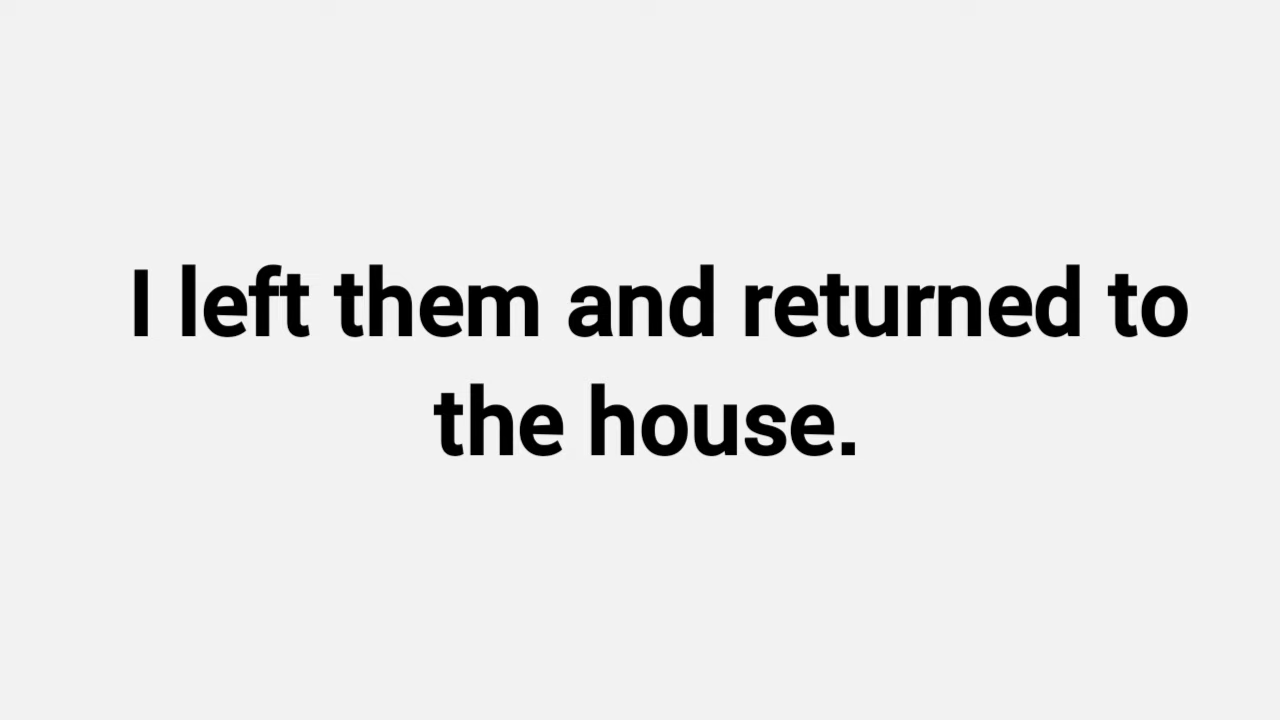 I left them and returned to
the house.